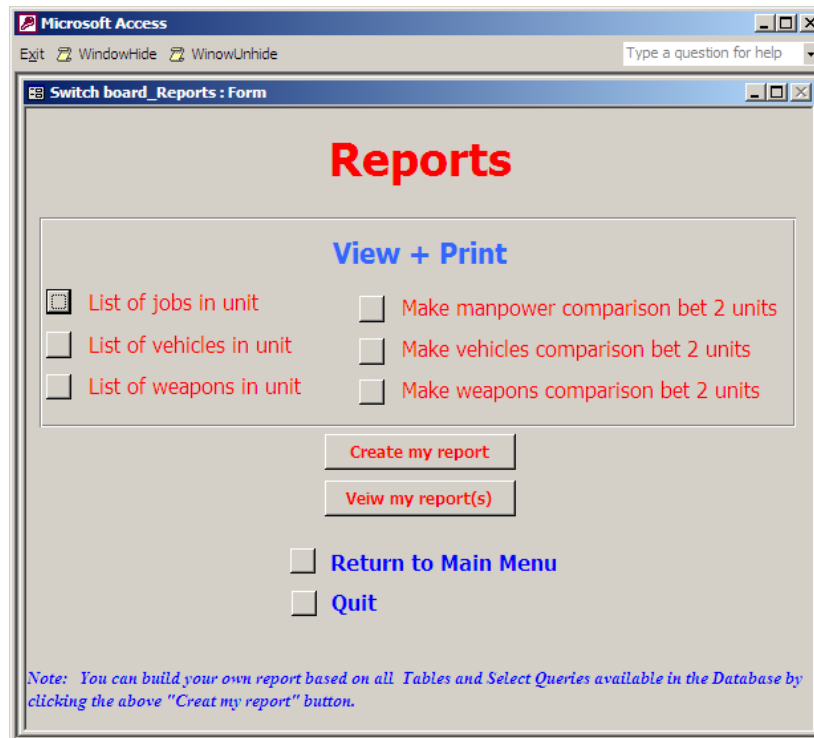 Microsoft Access
Exit WindowHide WinowUnhide Type a question for help
Switch board_Reports : Form
Reports
View + Print
List of jobs in unit
List of vehicles in unit
List of weapons in unit
Make manpower comparison bet 2 units
Make vehicles comparison bet 2 units
Make weapons comparison bet 2 units
Create my report
Veiw my report(s)
Return to Main Menu
Quit
Note: You can build your own report based on all Tables and Select Queries available in the Database by
clicking the above "Creat my report" button.